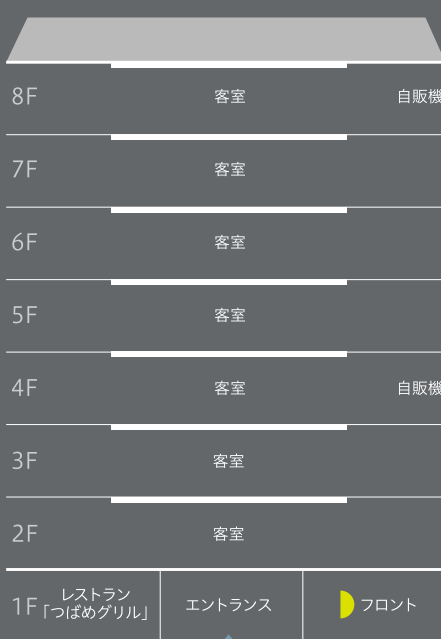 8F 客室 自販機
7F 客室
6F 客室
5F 客室
4F 客室 自販機
3F 客室
2F 客室
1F レストラン「つばめグリル」 エントランス フロント